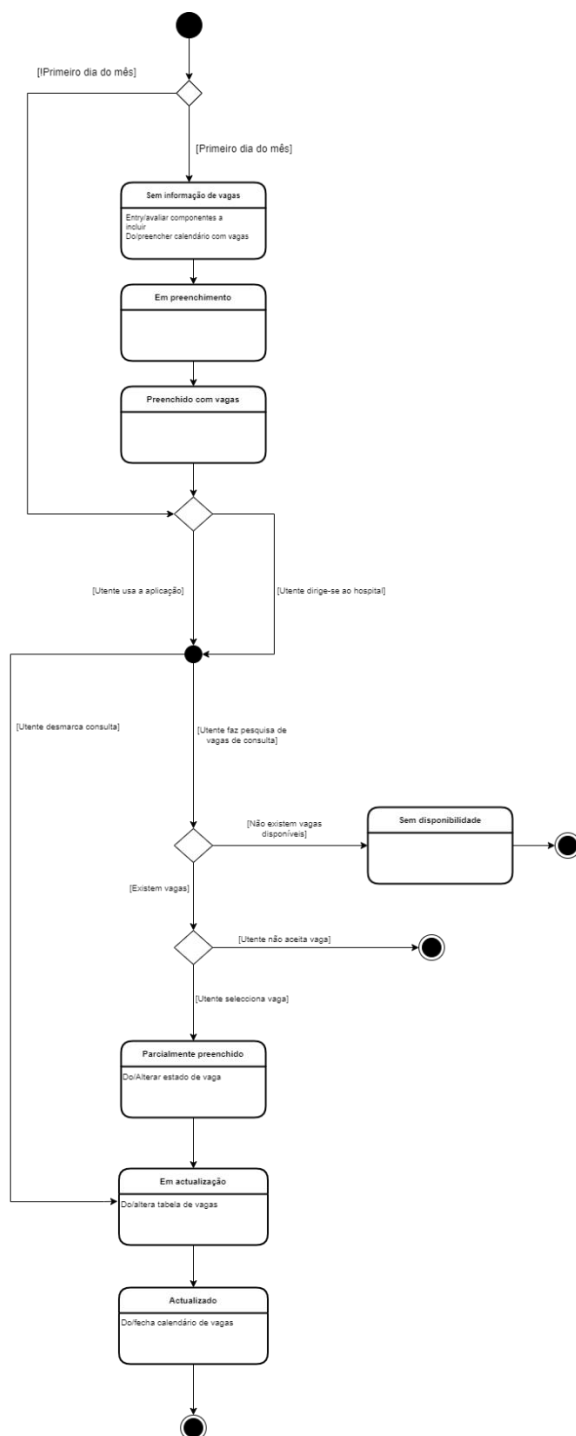 [!Primeiro dia do mês]
[Primeiro dia do mês]
Sem informação de vagas
Entry/avaliar componentes a
incluir
Do/preencher calendário com vagas
Em preenchimento
Preenchido com vagas
[Utente usa a aplicação]
[Utente dirige-se ao hospital]
[Utente desmarca consulta]
[Utente faz pesquisa de
vagas de consulta]
[Não existem vagas
disponíveis]
Sem disponibilidade
[Existem vagas]
[Utente não aceita vaga]
[Utente selecciona vaga]
Parcialmente preenchido
Do/Alterar estado de vaga
Em actualização
Do/altera tabela de vagas
Actualizado
Do/fecha calendário de vagas